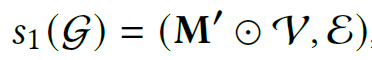 s₁(𝒢) = (𝐌′ ⊙ 𝒱, ℰ),